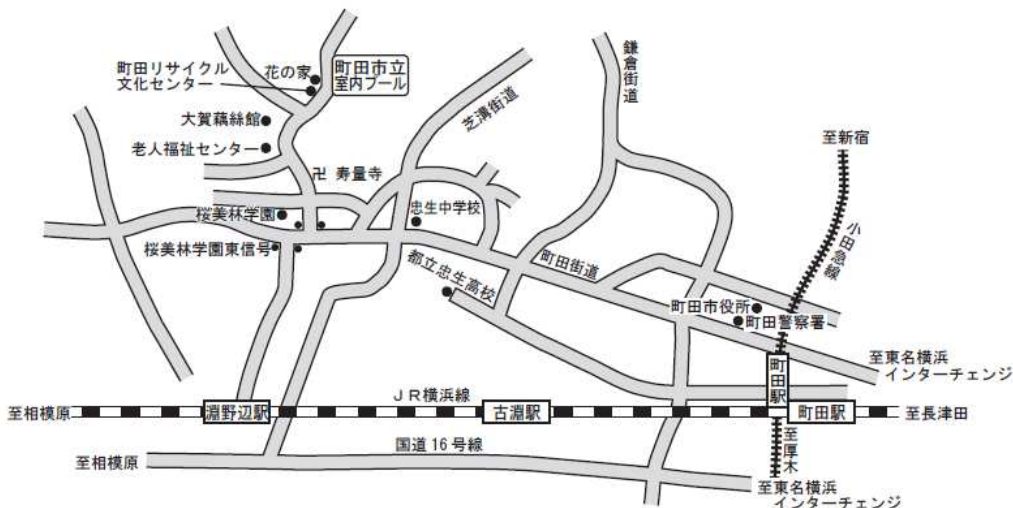 町田リサイクル
文化センター
花の家
町田市立
室内プール
大賀藕絲館
老人福祉センター
卍 寿量寺
芝溝街道
鎌倉街道
至新宿
小田急線
桜美林学園
忠生中学校
桜美林学園東信号
都立忠生高校
町田街道
町田市役所
町田警察署
至東名横浜
インターチェンジ
町田駅
JR横浜線
至相模原
淵野辺駅
古淵駅
町田駅
至長津田
国道16号線
至相模原
至厚木
至東名横浜
インターチェンジ